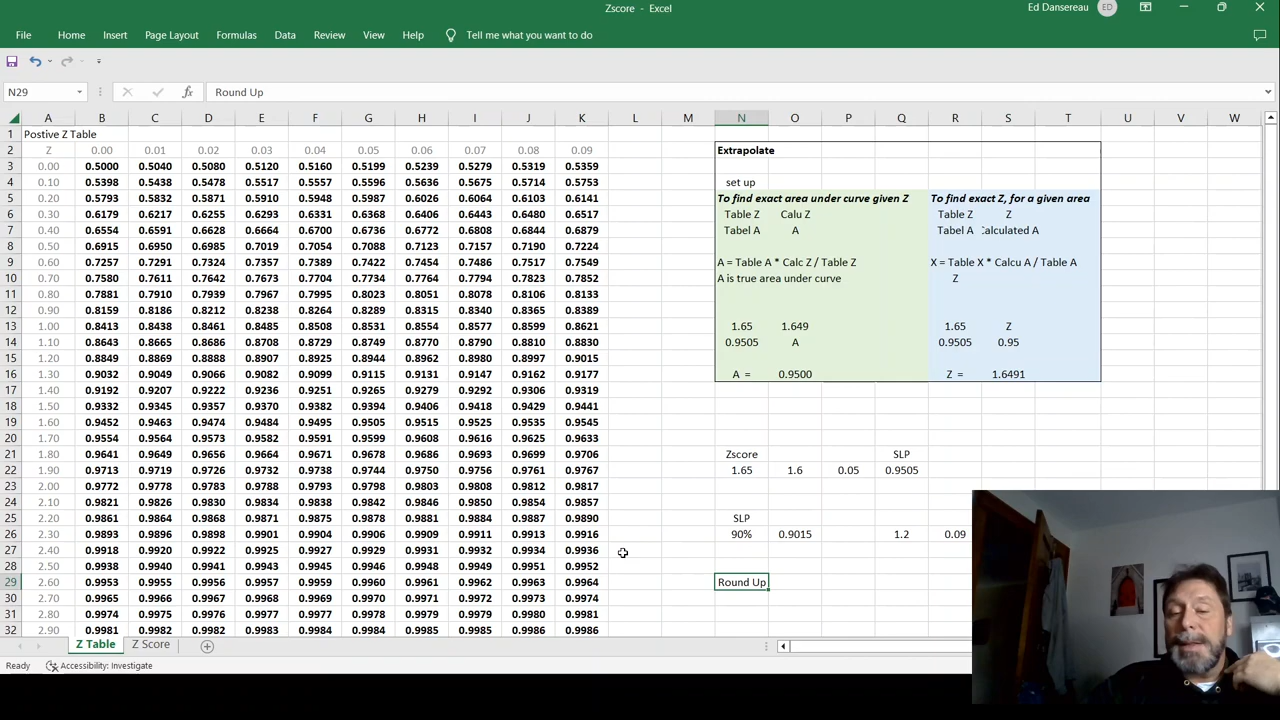 Zscore - Excel
Ed Dansereau ED
File Home Insert Page Layout Formulas Data Review View Help Tell me what you want to do
N29 fx Round Up
A B C D E F G H I J K L M N O P Q R S T U V W
1 Postive Z Table
2 Z 0.00 0.01 0.02 0.03 0.04 0.05 0.06 0.07 0.08 0.09 Extrapolate
3 0.00 0.5000 0.5040 0.5080 0.5120 0.5160 0.5199 0.5239 0.5279 0.5319 0.5359
4 0.10 0.5398 0.5438 0.5478 0.5517 0.5557 0.5596 0.5636 0.5675 0.5714 0.5753 set up
5 0.20 0.5793 0.5832 0.5871 0.5910 0.5948 0.5987 0.6026 0.6064 0.6103 0.6141 To find exact area under curve given Z To find exact Z, for a given area
6 0.30 0.6179 0.6217 0.6255 0.6293 0.6331 0.6368 0.6406 0.6443 0.6480 0.6517 Table Z Calu Z Table Z Z
7 0.40 0.6554 0.6591 0.6628 0.6664 0.6700 0.6736 0.6772 0.6808 0.6844 0.6879 Tabel A A Tabel A Calculated A
8 0.50 0.6915 0.6950 0.6985 0.7019 0.7054 0.7088 0.7123 0.7157 0.7190 0.7224
9 0.60 0.7257 0.7291 0.7324 0.7357 0.7389 0.7422 0.7454 0.7486 0.7517 0.7549 A = Table A * Calc Z / Table Z X = Table X * Calcu A / Table A
10 0.70 0.7580 0.7611 0.7642 0.7673 0.7704 0.7734 0.7764 0.7794 0.7823 0.7852 A is true area under curve Z
11 0.80 0.7881 0.7910 0.7939 0.7967 0.7995 0.8023 0.8051 0.8078 0.8106 0.8133
12 0.90 0.8159 0.8186 0.8212 0.8238 0.8264 0.8289 0.8315 0.8340 0.8365 0.8389
13 1.00 0.8413 0.8438 0.8461 0.8485 0.8508 0.8531 0.8554 0.8577 0.8599 0.8621 1.65 1.649 1.65 Z
14 1.10 0.8643 0.8665 0.8686 0.8708 0.8729 0.8749 0.8770 0.8790 0.8810 0.8830 0.9505 A 0.9505 0.95
15 1.20 0.8849 0.8869 0.8888 0.8907 0.8925 0.8944 0.8962 0.8980 0.8997 0.9015
16 1.30 0.9032 0.9049 0.9066 0.9082 0.9099 0.9115 0.9131 0.9147 0.9162 0.9177 A = 0.9500 Z = 1.6491
17 1.40 0.9192 0.9207 0.9222 0.9236 0.9251 0.9265 0.9279 0.9292 0.9306 0.9319
18 1.50 0.9332 0.9345 0.9357 0.9370 0.9382 0.9394 0.9406 0.9418 0.9429 0.9441
19 1.60 0.9452 0.9463 0.9474 0.9484 0.9495 0.9505 0.9515 0.9525 0.9535 0.9545
20 1.70 0.9554 0.9564 0.9573 0.9582 0.9591 0.9599 0.9608 0.9616 0.9625 0.9633
21 1.80 0.9641 0.9649 0.9656 0.9664 0.9671 0.9678 0.9686 0.9693 0.9699 0.9706 Zscore SLP
22 1.90 0.9713 0.9719 0.9726 0.9732 0.9738 0.9744 0.9750 0.9756 0.9761 0.9767 1.65 1.6 0.05 0.9505
23 2.00 0.9772 0.9778 0.9783 0.9788 0.9793 0.9798 0.9803 0.9808 0.9812 0.9817
24 2.10 0.9821 0.9826 0.9830 0.9834 0.9838 0.9842 0.9846 0.9850 0.9854 0.9857
25 2.20 0.9861 0.9864 0.9868 0.9871 0.9875 0.9878 0.9881 0.9884 0.9887 0.9890 SLP
26 2.30 0.9893 0.9896 0.9898 0.9901 0.9904 0.9906 0.9909 0.9911 0.9913 0.9916 90% 0.9015 1.2 0.09
27 2.40 0.9918 0.9920 0.9922 0.9925 0.9927 0.9929 0.9931 0.9932 0.9934 0.9936
28 2.50 0.9938 0.9940 0.9941 0.9943 0.9945 0.9946 0.9948 0.9949 0.9951 0.9952
29 2.60 0.9953 0.9955 0.9956 0.9957 0.9959 0.9960 0.9961 0.9962 0.9963 0.9964 Round Up
30 2.70 0.9965 0.9966 0.9967 0.9968 0.9969 0.9970 0.9971 0.9972 0.9973 0.9974
31 2.80 0.9974 0.9975 0.9976 0.9977 0.9977 0.9978 0.9979 0.9979 0.9980 0.9981
32 2.90 0.9981 0.9982 0.9982 0.9983 0.9984 0.9984 0.9985 0.9985 0.9986 0.9986
Z Table Z Score
Ready Accessibility: Investigate